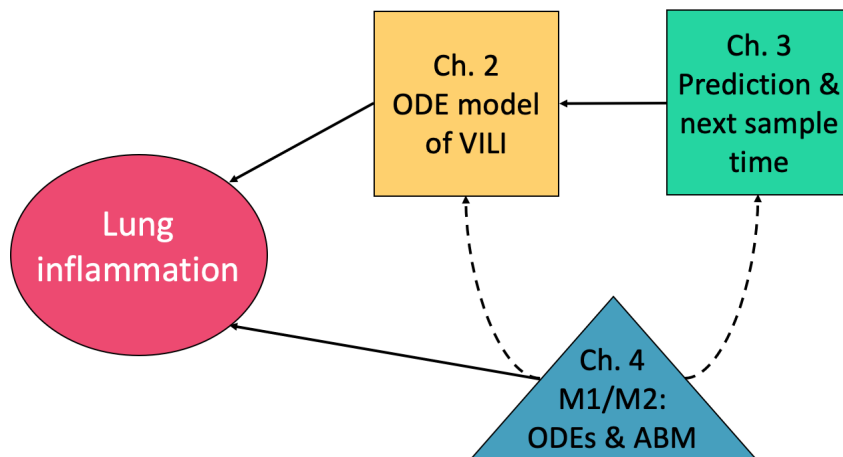 Ch. 2
ODE model
of VILI
Ch. 3
Prediction &
next sample
time
Lung
inflammation
Ch. 4
M1/M2:
ODEs & ABM